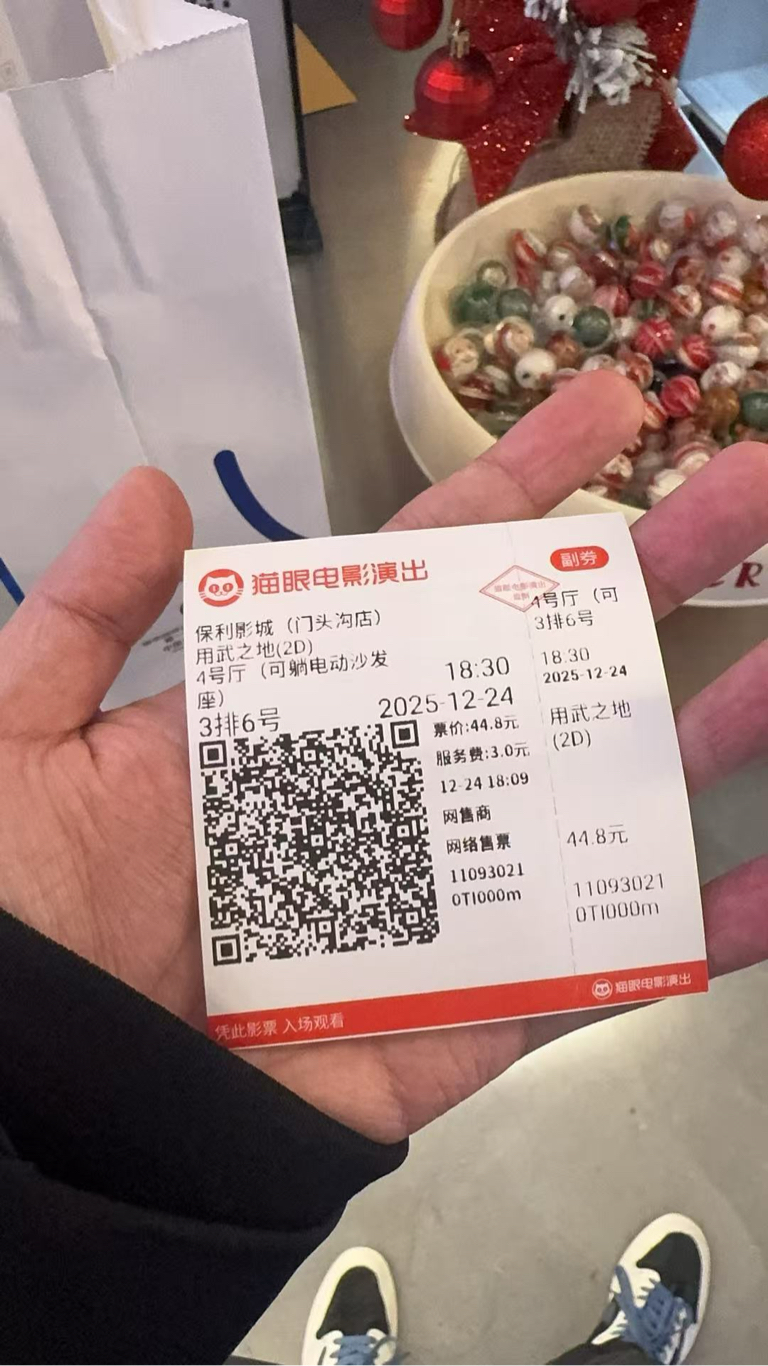 猫眼电影演出
副券
保利影城（门头沟店）
用武之地(2D)
4号厅（可躺电动沙发
座）
3排6号
18:30
2025-12-24
票价:44.8元
服务费:3.0元
12-24 18:09
网售商
网络售票
11093021
0TI000m
4号厅（可
3排6号
18:30
2025-12-24
用武之地
(2D)
44.8元
11093021
0TI000m
猫眼电影演出
凭此影票 入场观看
ER